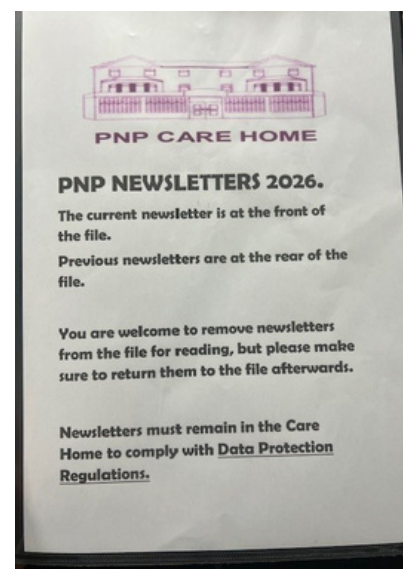 PNP CARE HOME
PNP NEWSLETTERS 2026.
The current newsletter is at the front of
the file.
Previous newsletters are at the rear of the
file.
You are welcome to remove newsletters
from the file for reading, but please make
sure to return them to the file afterwards.
Newsletters must remain in the Care
Home to comply with Data Protection
Regulations.